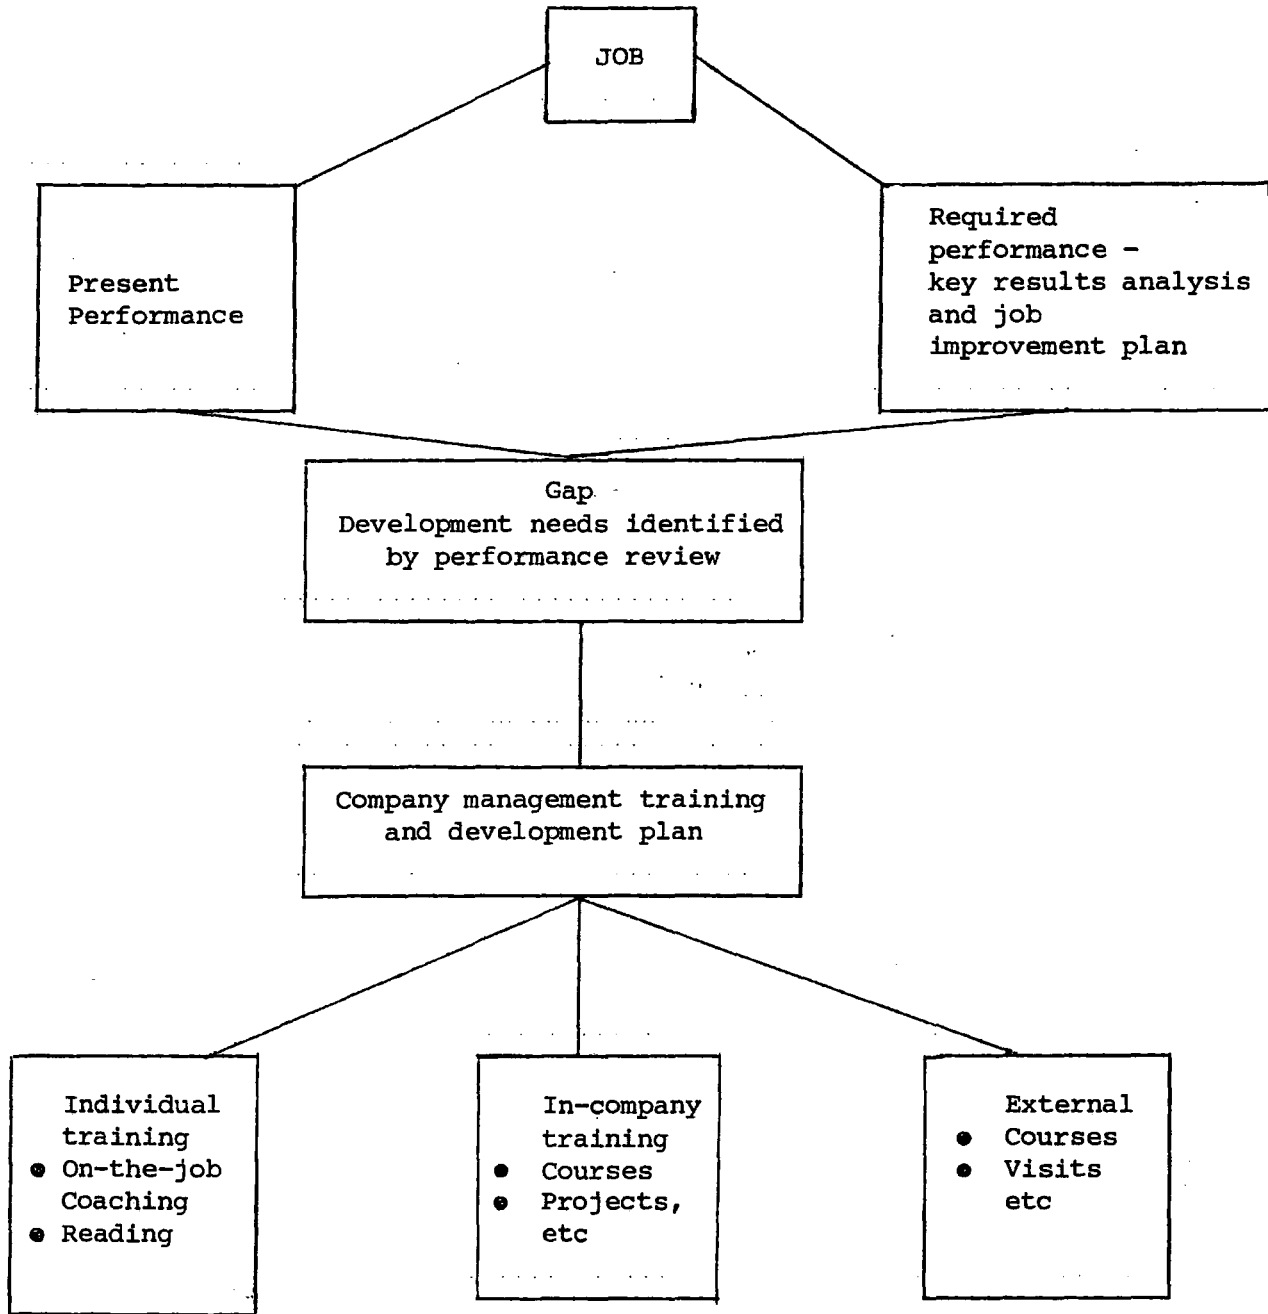 JOB
Present
Performance
Required
performance -
key results analysis
and job
improvement plan
Gap
Development needs identified
by performance review
Company management training
and development plan
Individual
training
● On-the-job
Coaching
● Reading
In-company
training
● Courses
● Projects,
etc
External
● Courses
● Visits
etc